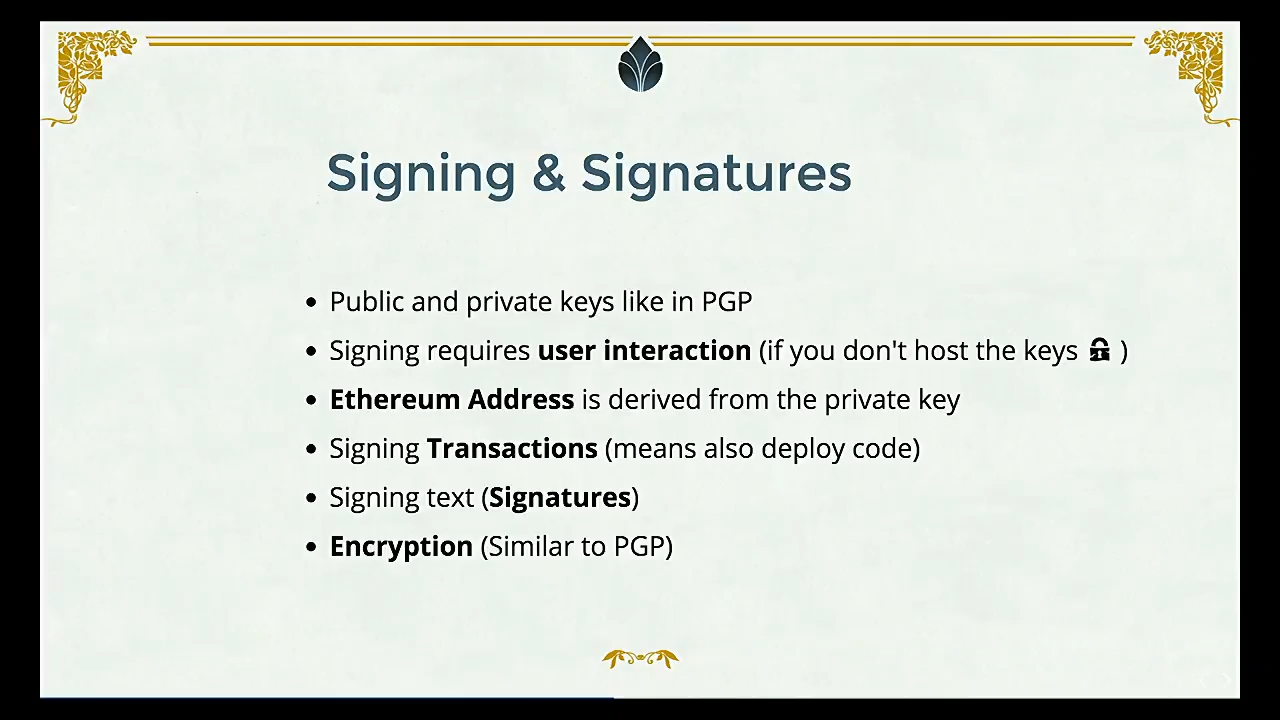 Signing & Signatures
Public and private keys like in PGP
Signing requires user interaction (if you don't host the keys 🔒 )
Ethereum Address is derived from the private key
Signing Transactions (means also deploy code)
Signing text (Signatures)
Encryption (Similar to PGP)